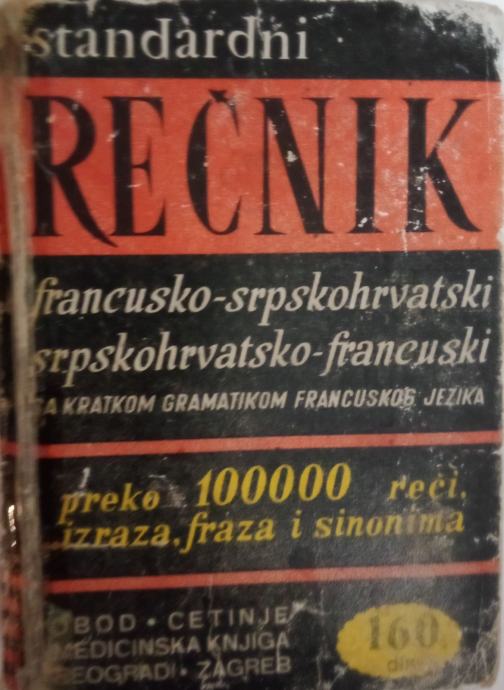 standardni
REČNIK
francusko-srpskohrvatski
srpskohrvatsko-francuski
SA KRATKOM GRAMATIKOM FRANCUSKOG JEZIKA
preko 100000 reči,
izraza, fraza i sinonima
OBOD • CETINJE
MEDICINSKA KNJIGA
BEOGRAD • ZAGREB
160